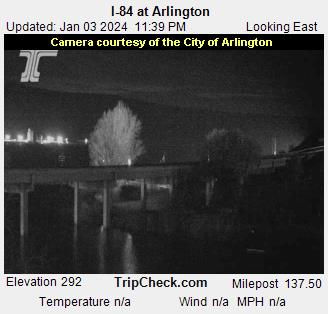 I-84 at Arlington
Updated: Jan 03 2024 11:39 PM Looking East
Camera courtesy of the City of Arlington
Elevation 292 TripCheck.com Milepost 137.50
Temperature n/a Wind n/a MPH n/a